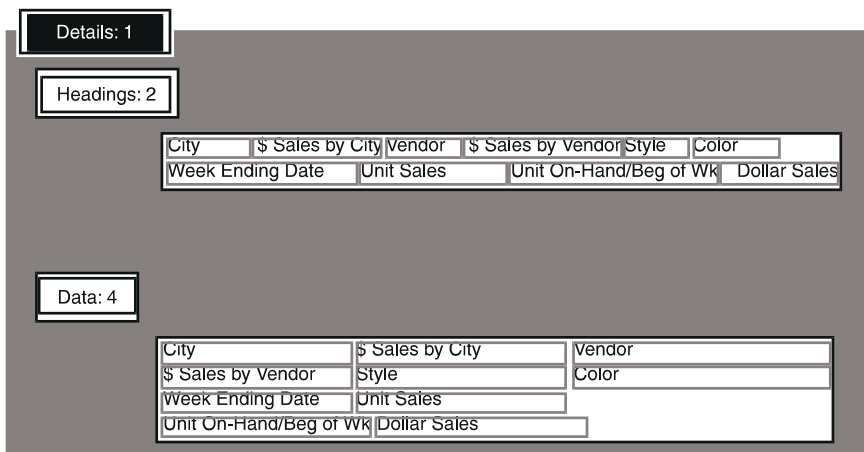 Details: 1
Headings: 2
City $ Sales by City Vendor $ Sales by Vendor Style Color
Week Ending Date Unit Sales Unit On-Hand/Beg of Wk Dollar Sales
Data: 4
City $ Sales by City Vendor
$ Sales by Vendor Style Color
Week Ending Date Unit Sales
Unit On-Hand/Beg of Wk Dollar Sales